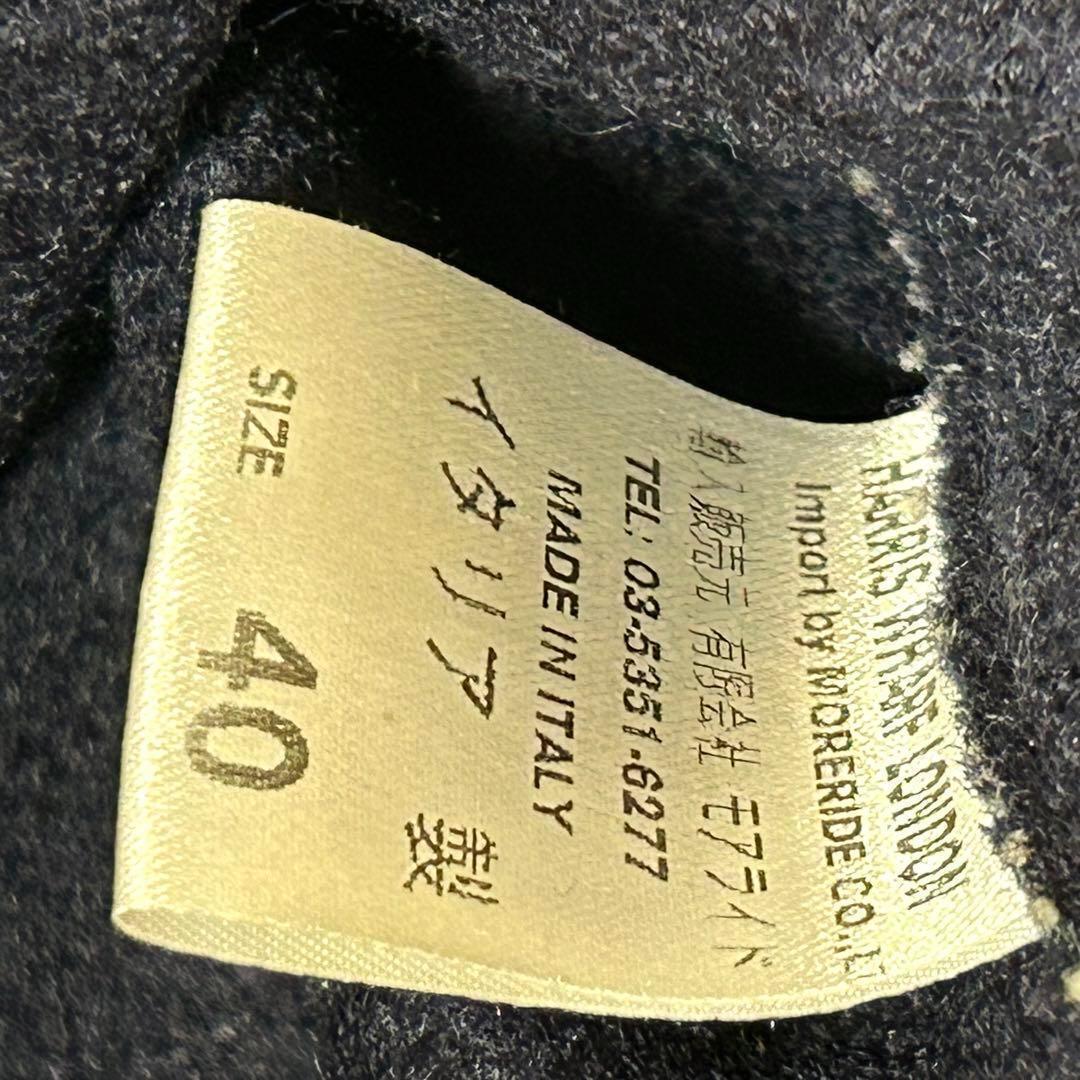 HARRIS WHARF LONDON
Import by MORERIDE CO.,L
輸入販売元 有限会社 モアライド
TEL: 03-5351-6277
MADE IN ITALY
イタリア 製
SIZE 40